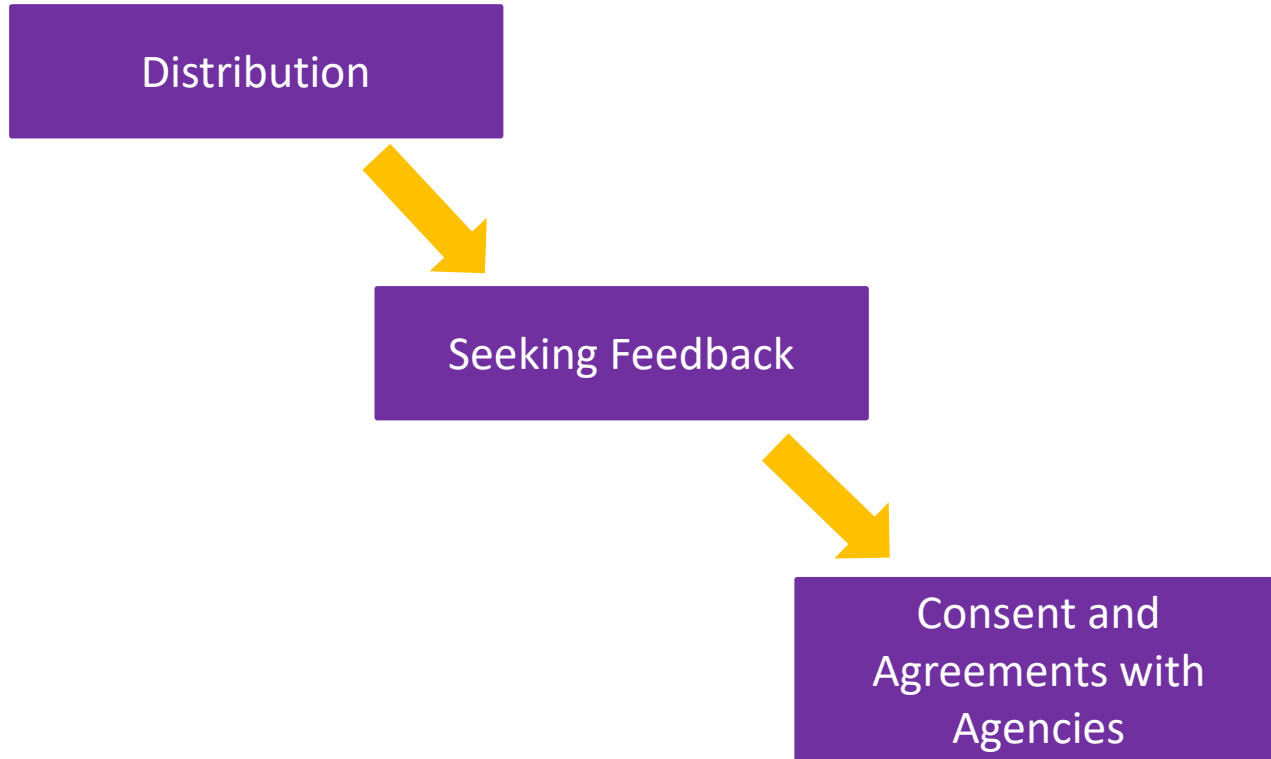 Distribution
Seeking Feedback
Consent and
Agreements with
Agencies